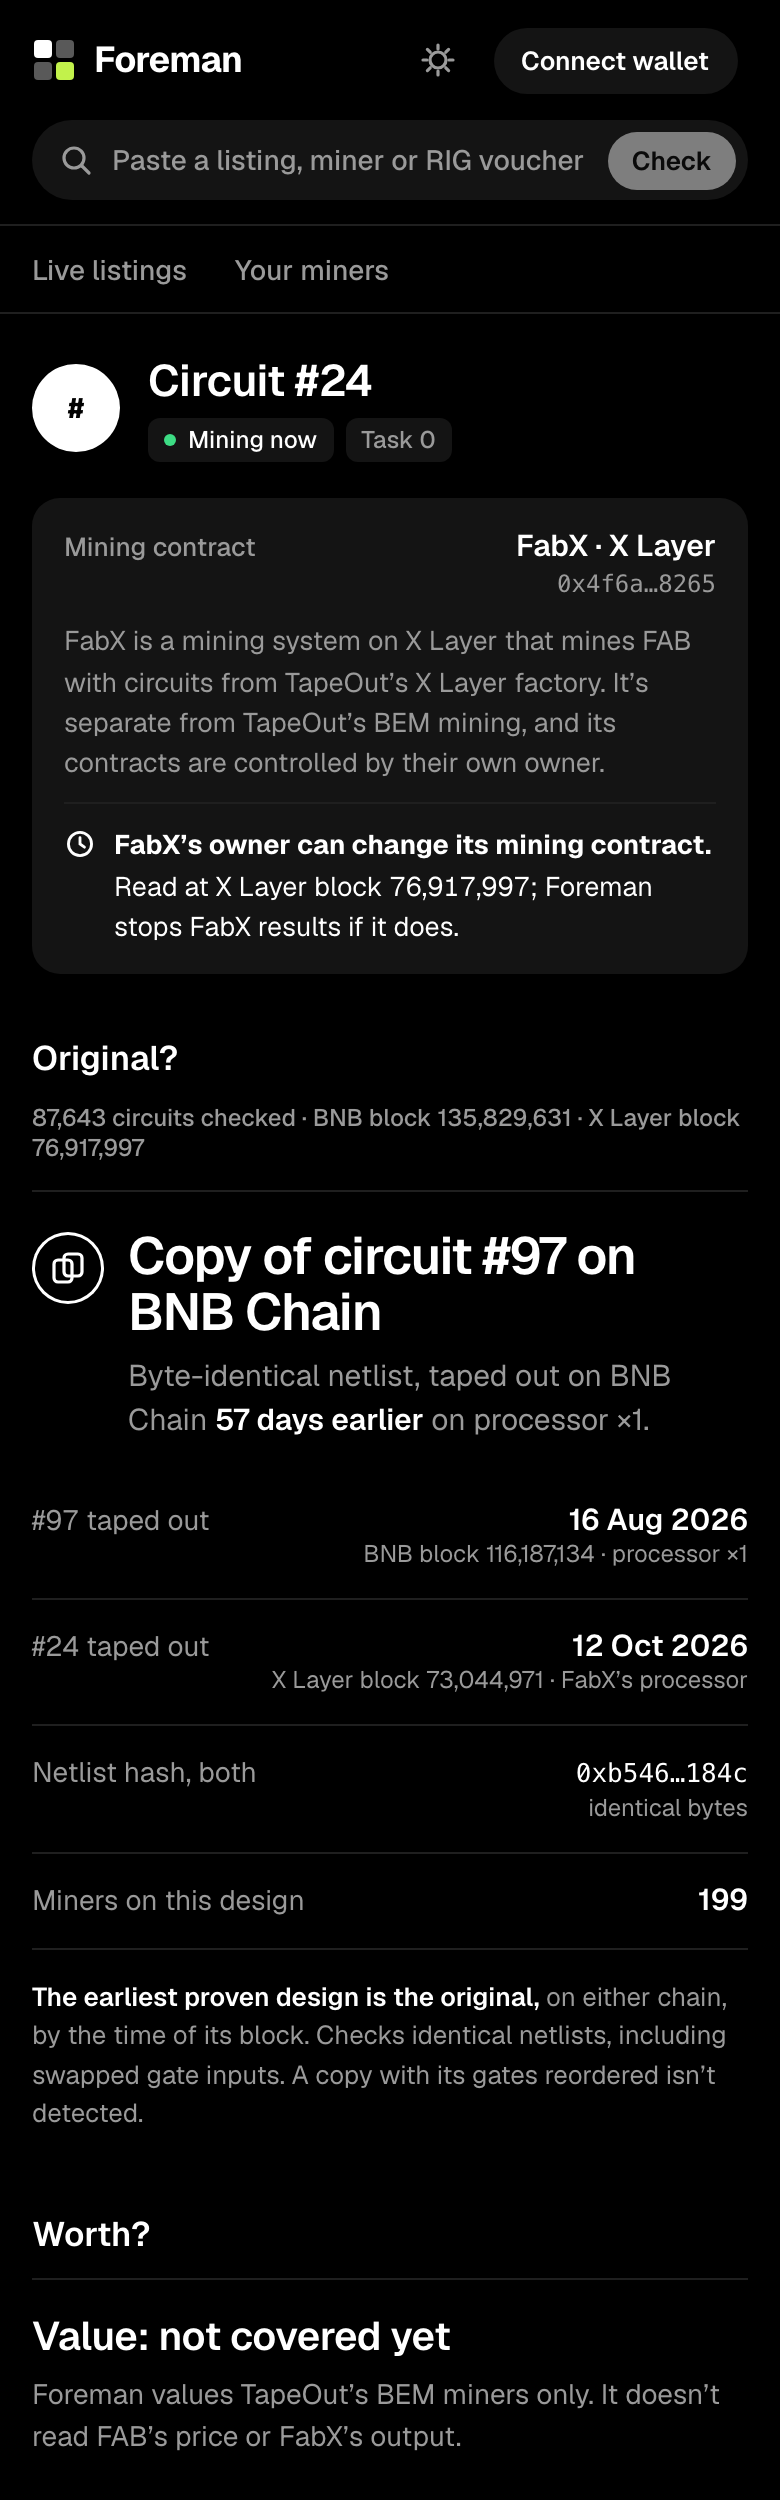 Foreman
Connect wallet
Paste a listing, miner or RIG voucher
Check
Live listings
Your miners
#
Circuit #24
Mining now
Task 0
Mining contract
FabX · X Layer
0x4f6a…8265
FabX is a mining system on X Layer that mines FAB
with circuits from TapeOut’s X Layer factory. It’s
separate from TapeOut’s BEM mining, and its
contracts are controlled by their own owner.
FabX’s owner can change its mining contract.
Read at X Layer block 76,917,997; Foreman
stops FabX results if it does.
Original?
87,643 circuits checked · BNB block 135,829,631 · X Layer block
76,917,997
Copy of circuit #97 on
BNB Chain
Byte-identical netlist, taped out on BNB
Chain 57 days earlier on processor ×1.
#97 taped out
16 Aug 2026
BNB block 116,187,134 · processor ×1
#24 taped out
12 Oct 2026
X Layer block 73,044,971 · FabX’s processor
Netlist hash, both
0xb546…184c
identical bytes
Miners on this design
199
The earliest proven design is the original, on either chain,
by the time of its block. Checks identical netlists, including
swapped gate inputs. A copy with its gates reordered isn’t
detected.
Worth?
Value: not covered yet
Foreman values TapeOut’s BEM miners only. It doesn’t
read FAB’s price or FabX’s output.